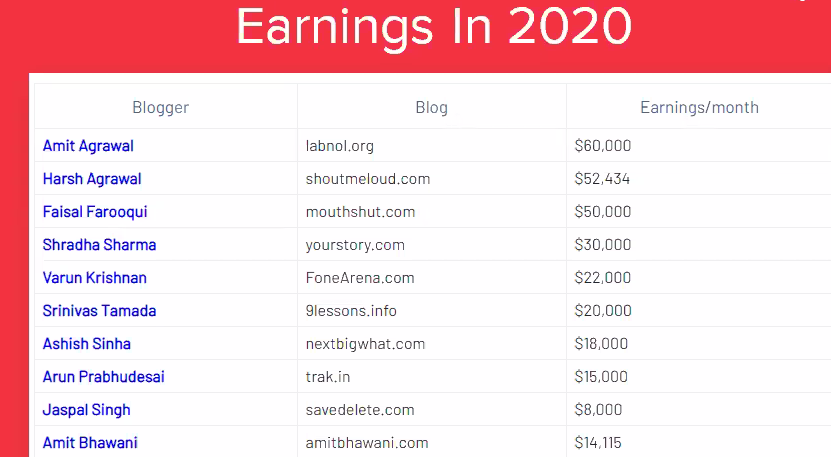 Earnings In 2020
Blogger Blog Earnings/month
Amit Agrawal labnol.org $60,000
Harsh Agrawal shoutmeloud.com $52,434
Faisal Farooqui mouthshut.com $50,000
Shradha Sharma yourstory.com $30,000
Varun Krishnan FoneArena.com $22,000
Srinivas Tamada 9lessons.info $20,000
Ashish Sinha nextbigwhat.com $18,000
Arun Prabhudesai trak.in $15,000
Jaspal Singh savedelete.com $8,000
Amit Bhawani amitbhawani.com $14,115